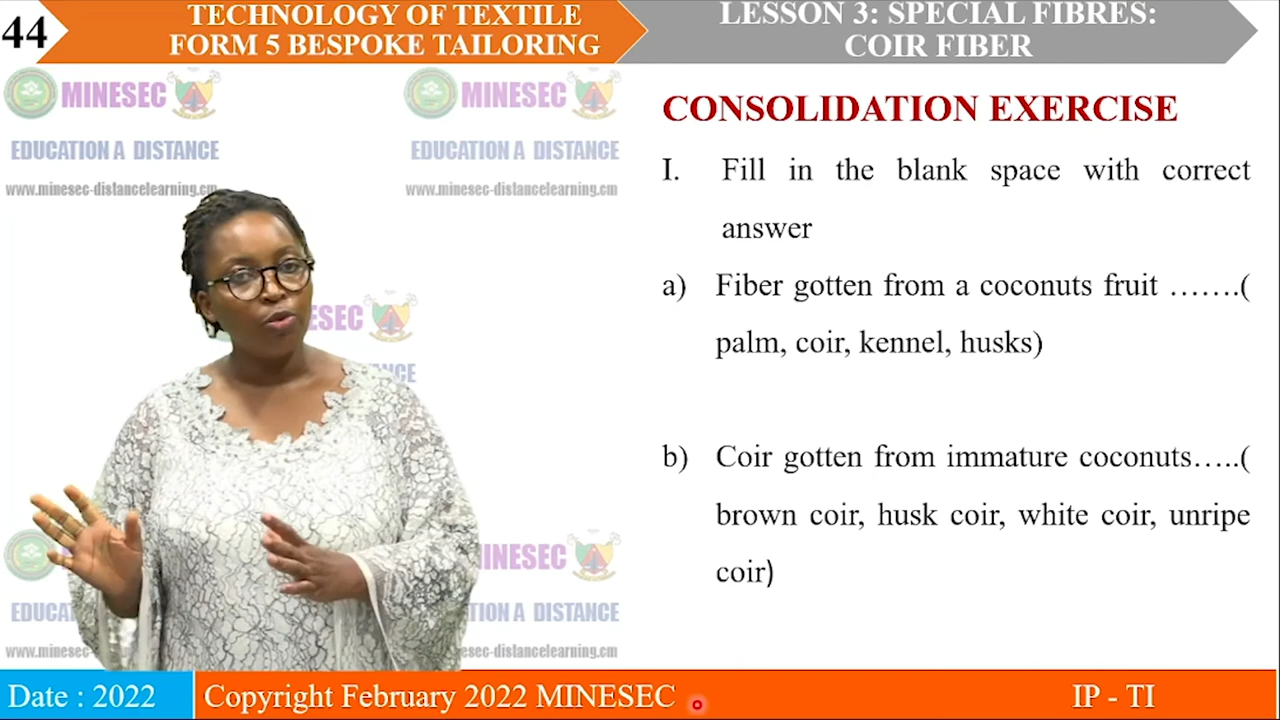 44
TECHNOLOGY OF TEXTILE
FORM 5 BESPOKE TAILORING
LESSON 3: SPECIAL FIBRES:
COIR FIBER
MINESEC
EDUCATION A DISTANCE
www.minesec-distancelearning.cm
MINESEC
EDUCATION A DISTANCE
www.minesec-distancelearning.cm
CONSOLIDATION EXERCISE
I. Fill in the blank space with correct
answer
a) Fiber gotten from a coconuts fruit …….(
palm, coir, kennel, husks)
b) Coir gotten from immature coconuts…..(
brown coir, husk coir, white coir, unripe
coir)
Date : 2022
Copyright February 2022 MINESEC
IP - TI